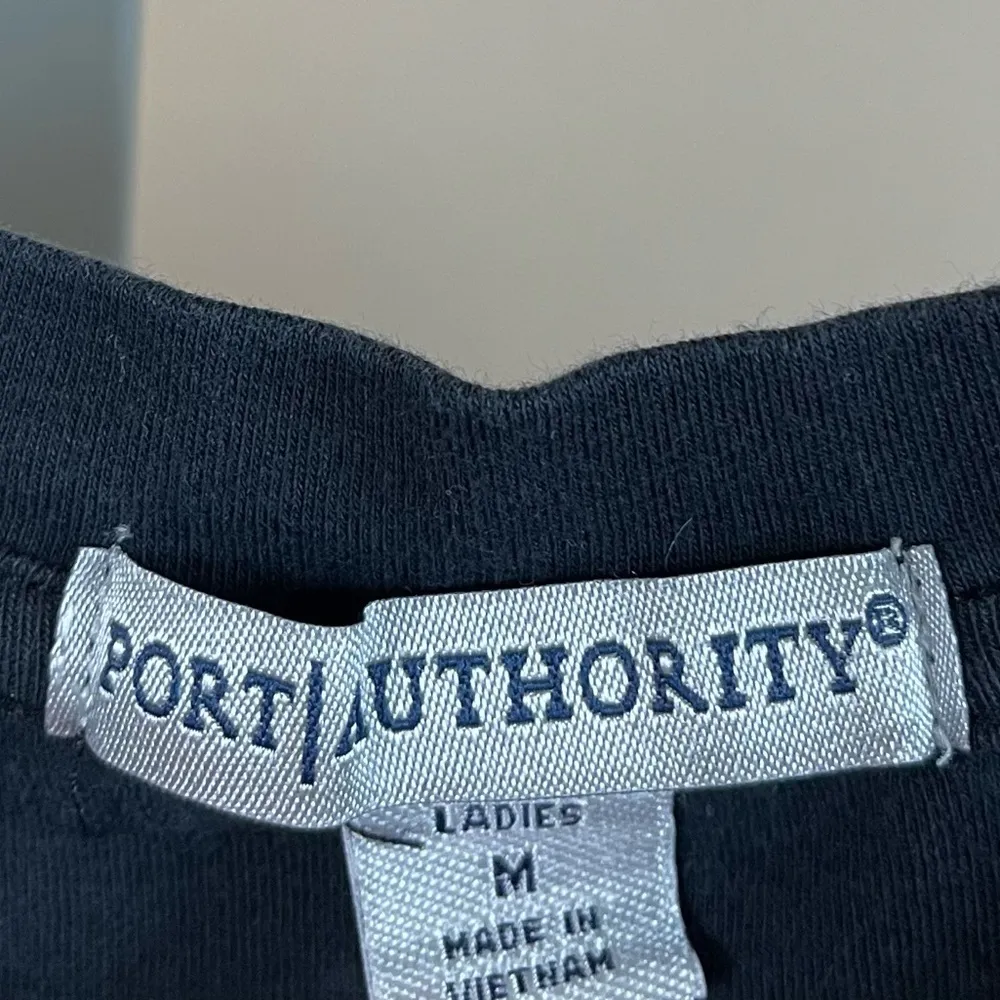 PORT|AUTHORITY®
LADIES
M
MADE IN
VIETNAM